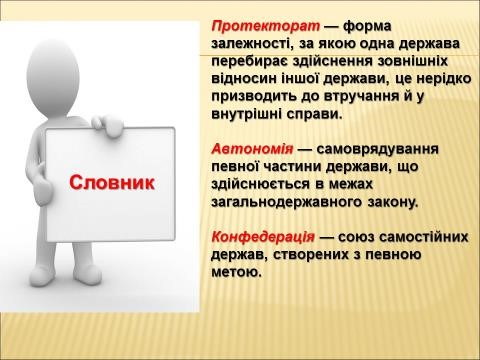 Словник
Протекторат — форма
залежності, за якою одна держава
перебирає здійснення зовнішніх
відносин іншої держави, це нерідко
призводить до втручання й у
внутрішні справи.
Автономія — самоврядування
певної частини держави, що
здійснюється в межах
загальнодержавного закону.
Конфедерація — союз самостійних
держав, створених з певною
метою.